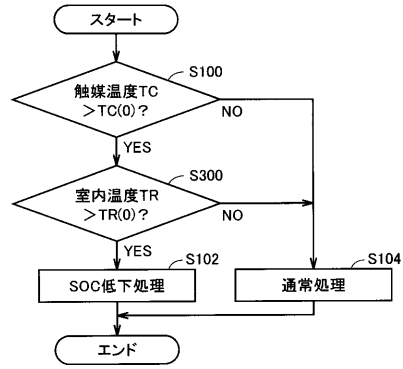 スタート
S100
触媒温度TC
＞TC(0)？
NO
YES
S300
室内温度TR
＞TR(0)？
NO
YES
S102
SOC低下処理
S104
通常処理
エンド